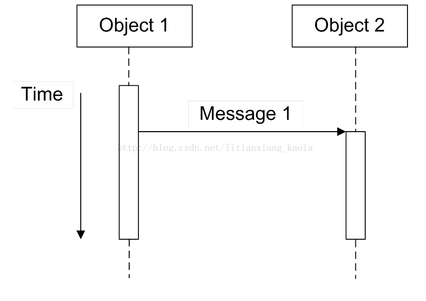 Object 1
Object 2
Time
Message 1
http://blog.csdn.net/litianxiang_kaola